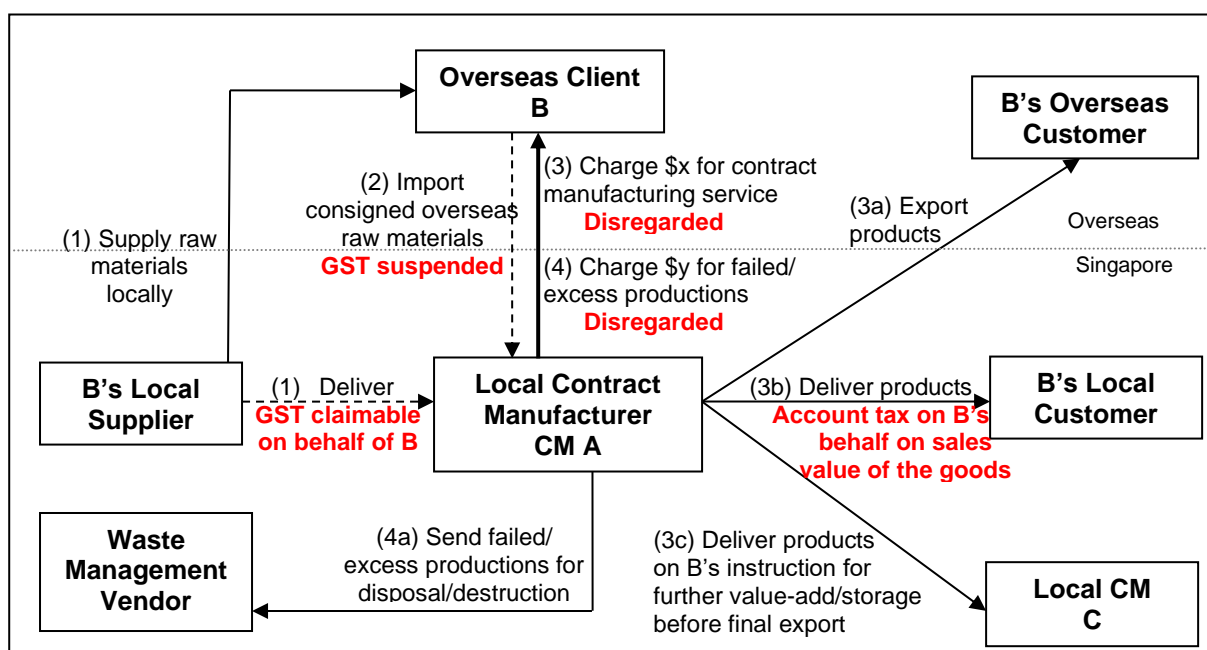 Overseas Client
B
B's Overseas
Customer
(3) Charge $x for contract
manufacturing service
Disregarded
(2) Import
consigned overseas
raw materials
GST suspended
(3a) Export
products
Overseas
(1) Supply raw
materials
locally
Singapore
(4) Charge $y for failed/
excess productions
Disregarded
B's Local
Supplier
(1) Deliver
GST claimable
on behalf of B
Local Contract
Manufacturer
CM A
(3b) Deliver products
Account tax on B's
behalf on sales
value of the goods
B's Local
Customer
Waste
Management
Vendor
(4a) Send failed/
excess productions for
disposal/destruction
(3c) Deliver products
on B's instruction for
further value-add/storage
before final export
Local CM
C